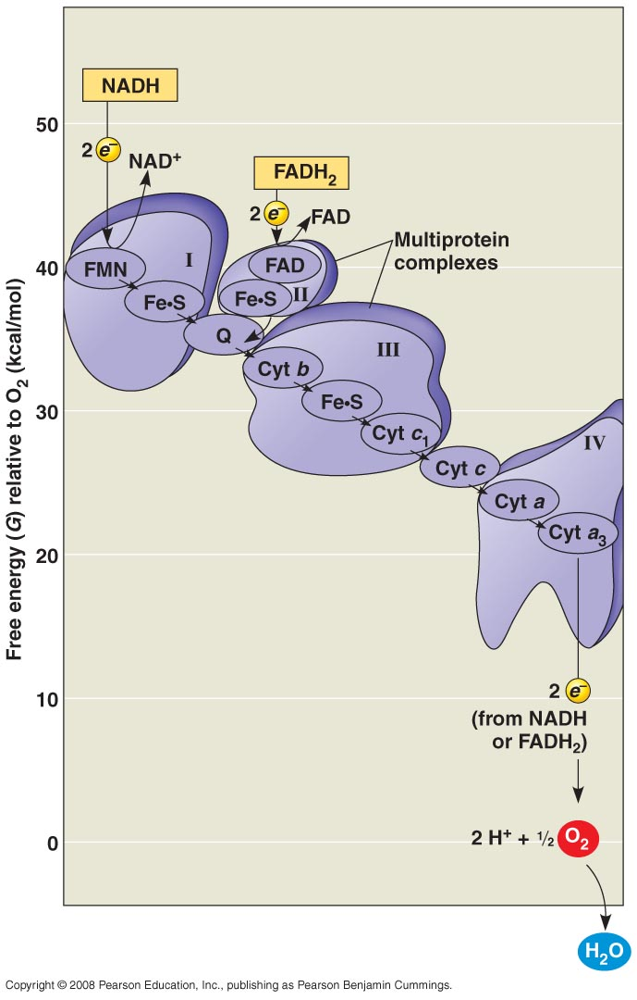 NADH
50
2 e–
NAD+
FADH2
2 e–
FAD
Multiprotein
complexes
40
FMN
I
FAD
Fe•S
Fe•S
II
Q
III
Cyt b
30
Fe•S
Cyt c1
IV
Cyt c
Cyt a
20
Cyt a3
Free energy (G) relative to O2 (kcal/mol)
10
2 e–
(from NADH
or FADH2)
0
2 H+ + 1/2 O2
H2O
Copyright © 2008 Pearson Education, Inc., publishing as Pearson Benjamin Cummings.